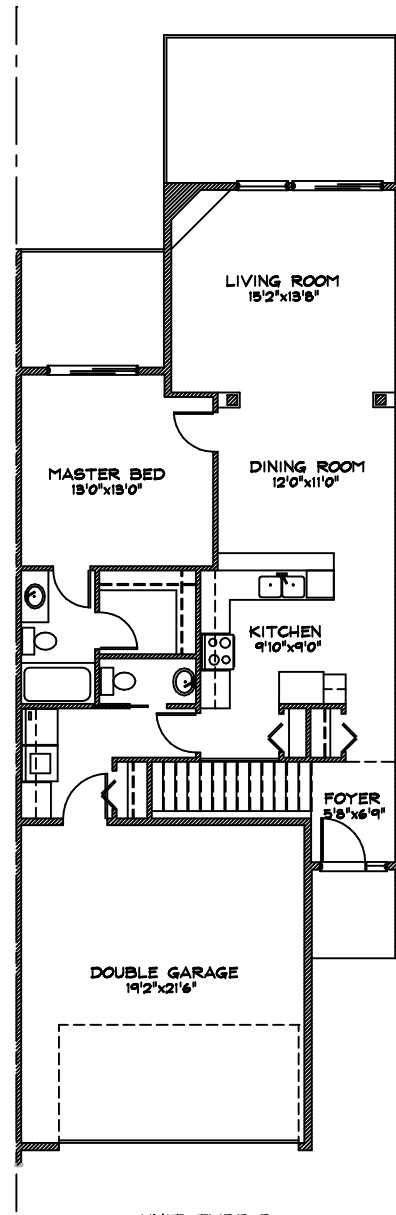 LIVING ROOM
15'2"x13'8"
MASTER BED
13'0"x13'0"
DINING ROOM
12'0"x11'0"
KITCHEN
9'10"x9'0"
FOYER
5'8"x6'9"
DOUBLE GARAGE
19'2"x21'6"